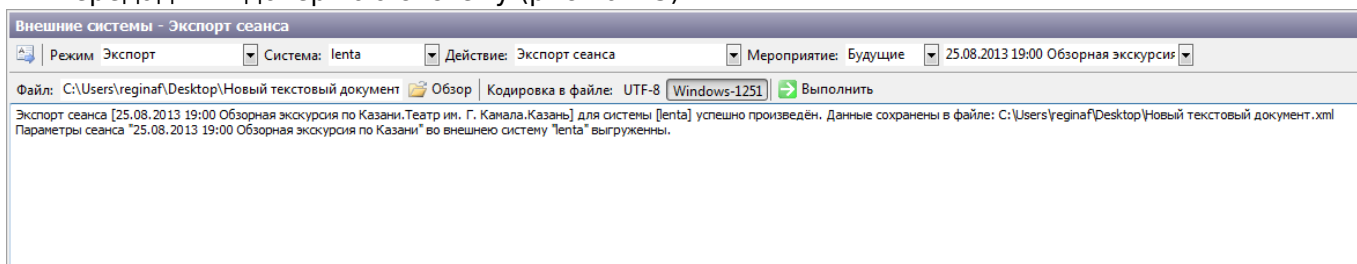 Внешние системы - Экспорт сеанса
Режим Экспорт Система: lenta Действие: Экспорт сеанса Мероприятие: Будущие 25.08.2013 19:00 Обзорная экскурсия
Файл: C:\Users\reginaf\Desktop\Новый текстовый документ Обзор Кодировка в файле: UTF-8 Windows-1251 Выполнить
Экспорт сеанса [25.08.2013 19:00 Обзорная экскурсия по Казани.Театр им. Г. Камала.Казань] для системы [lenta] успешно произведён. Данные сохранены в файле: C:\Users\reginaf\Desktop\Новый текстовый документ.xml
Параметры сеанса "25.08.2013 19:00 Обзорная экскурсия по Казани" во внешнею систему "lenta" выгруженны.